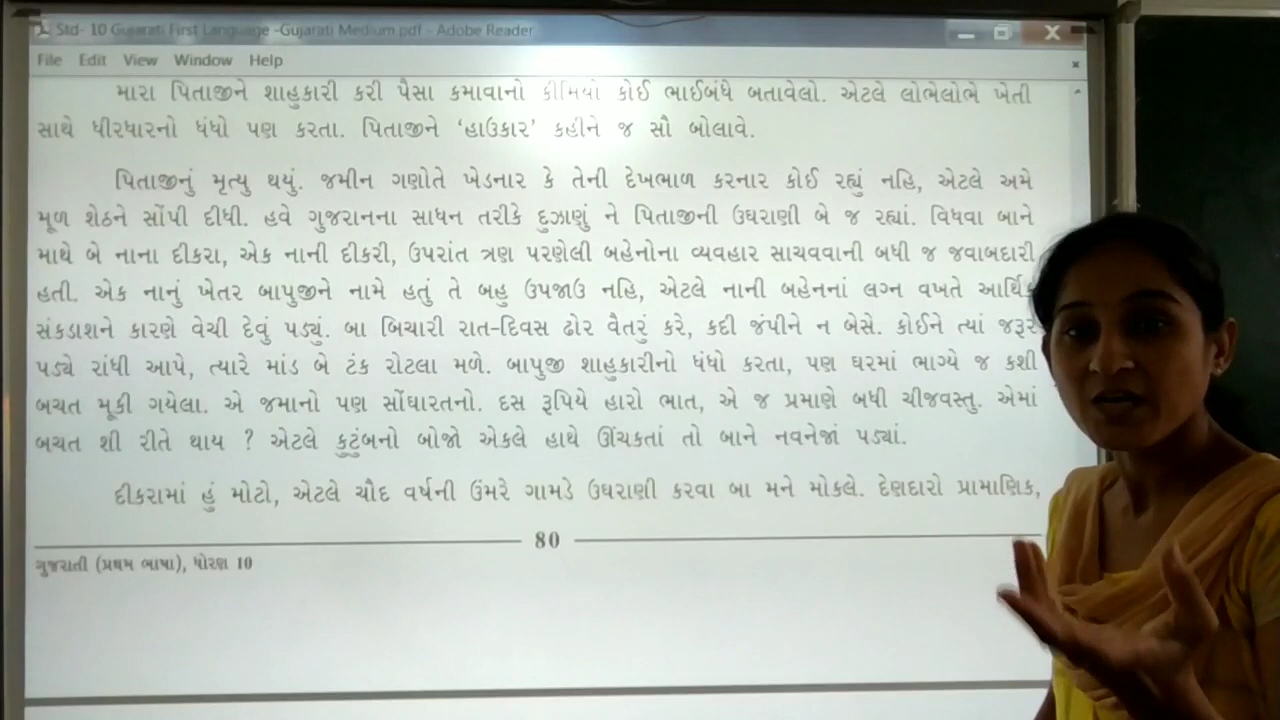 Std- 10 Gujarati First Language -Gujarati Medium.pdf - Adobe Reader
File Edit View Window Help
મારા પિતાજીને શાહુકારી કરી પૈસા કમાવાનો કીમિયો કોઈ ભાઈબંધે બતાવેલો. એટલે લોભેલોભે ખેતી
સાથે ધીરધારનો ધંધો પણ કરતા. પિતાજીને ‘હાઉકાર’ કહીને જ સૌ બોલાવે.
પિતાજીનું મૃત્યુ થયું. જમીન ગણોતે ખેડનાર કે તેની દેખભાળ કરનાર કોઈ રહ્યું નહિ, એટલે અમે
મૂળ શેઠને સોંપી દીધી. હવે ગુજરાનના સાધન તરીકે દુઝાણું ને પિતાજીની ઉઘરાણી બે જ રહ્યાં. વિધવા બાને
માથે બે નાના દીકરા, એક નાની દીકરી, ઉપરાંત ત્રણ પરણેલી બહેનોના વ્યવહાર સાચવવાની બધી જ જવાબદારી
હતી. એક નાનું ખેતર બાપુજીને નામે હતું તે બહુ ઉપજાઉ નહિ, એટલે નાની બહેનનાં લગ્ન વખતે આર્થિક
સંકડાશને કારણે વેચી દેવું પડ્યું. બા બિચારી રાત-દિવસ ઢોર વૈતરું કરે, કદી જંપીને ન બેસે. કોઈને ત્યાં જરૂર
પડ્યે રાંધી આપે, ત્યારે માંડ બે ટંક રોટલા મળે. બાપુજી શાહુકારીનો ધંધો કરતા, પણ ઘરમાં ભાગ્યે જ કશી
બચત મૂકી ગયેલા. એ જમાનો પણ સોંઘારતનો. દસ રૂપિયે હારો ભાત, એ જ પ્રમાણે બધી ચીજવસ્તુ. એમાં
બચત શી રીતે થાય ? એટલે કુટુંબનો બોજો એકલે હાથે ઊંચકતાં તો બાને નવનેજાં પડ્યાં.
દીકરામાં હું મોટો, એટલે ચૌદ વર્ષની ઉંમરે ગામડે ઉઘરાણી કરવા બા મને મોકલે. દેણદારો પ્રામાણિક,
80
ગુજરાતી (પ્રથમ ભાષા), ધોરણ 10